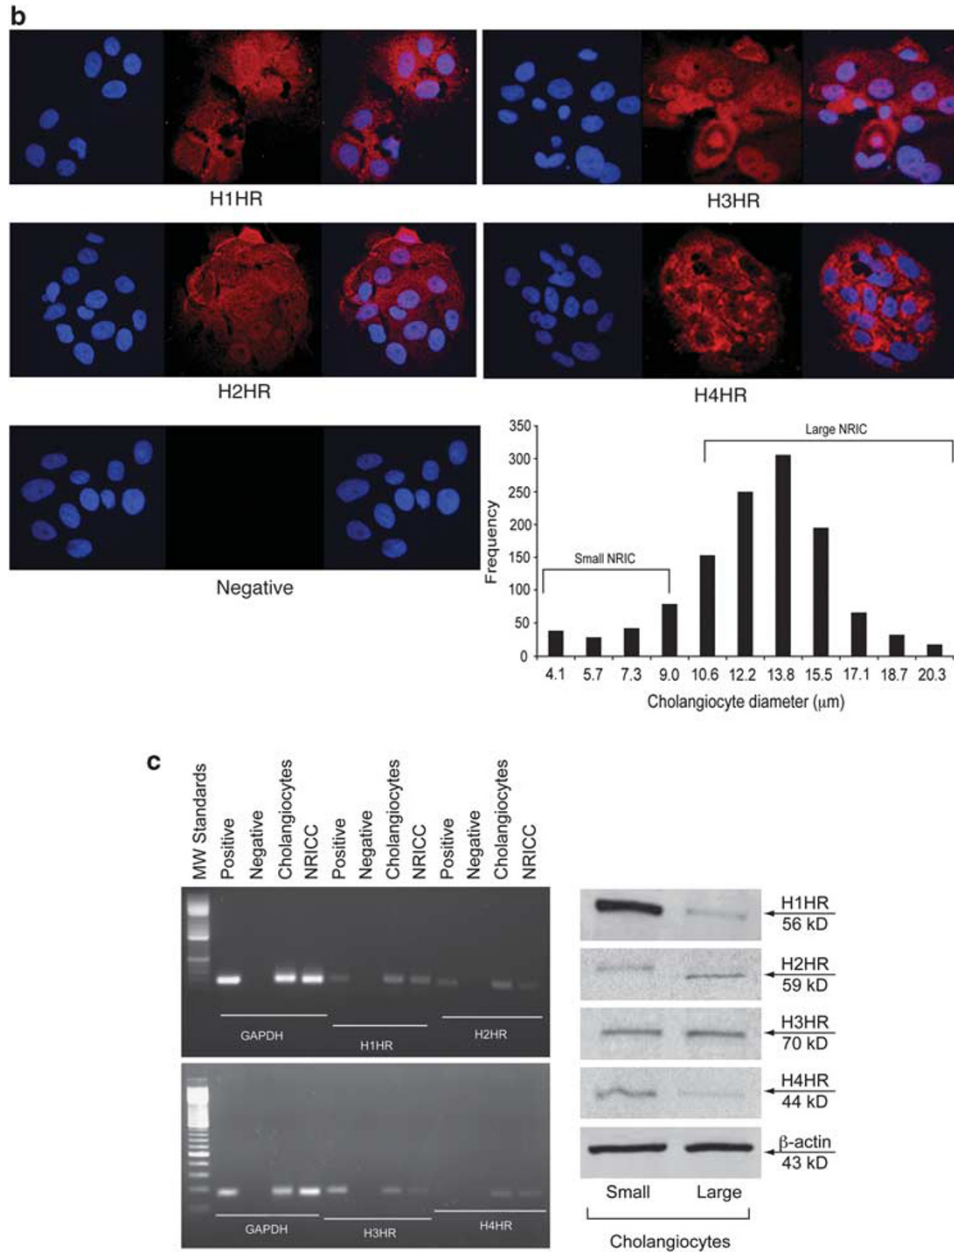 b
H1HR
H3HR
H2HR
H4HR
Negative
350
300
250
200
150
100
50
0
Frequency
Small NRIC
Large NRIC
4.1 5.7 7.3 9.0 10.6 12.2 13.8 15.5 17.1 18.7 20.3
Cholangiocyte diameter (μm)
c
MW Standards
Positive
Negative
Cholangiocytes
NRICC
Positive
Negative
Cholangiocytes
NRICC
Positive
Negative
Cholangiocytes
NRICC
GAPDH
H1HR
H2HR
GAPDH
H3HR
H4HR
H1HR
56 kD
H2HR
59 kD
H3HR
70 kD
H4HR
44 kD
β-actin
43 kD
Small Large
Cholangiocytes